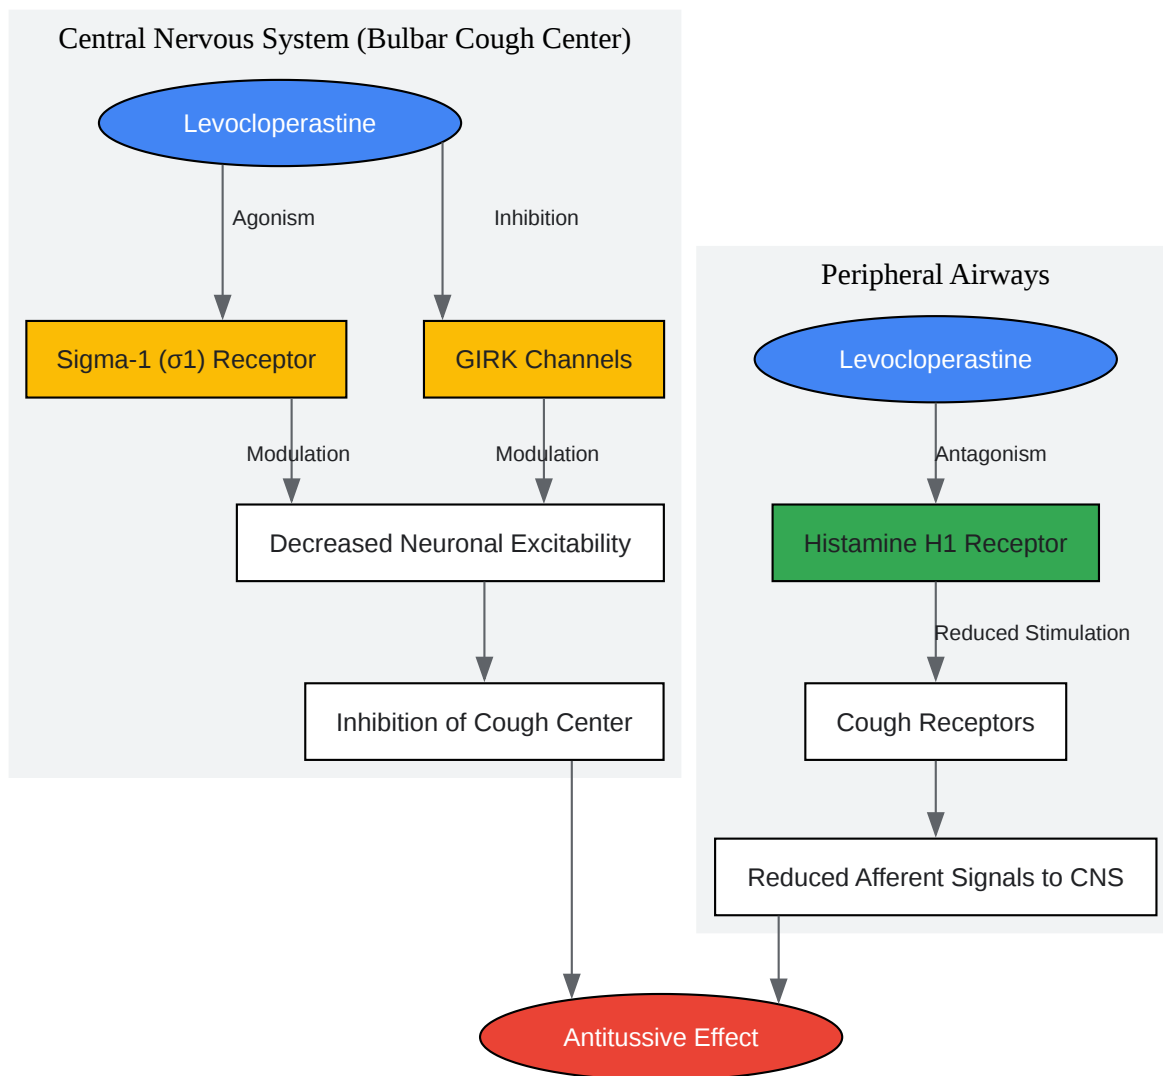 Central Nervous System (Bulbar Cough Center)
Levocloperastine
Agonism
Inhibition
Sigma-1 (σ1) Receptor
GIRK Channels
Modulation
Modulation
Decreased Neuronal Excitability
Inhibition of Cough Center
Peripheral Airways
Levocloperastine
Antagonism
Histamine H1 Receptor
Reduced Stimulation
Cough Receptors
Reduced Afferent Signals to CNS
Antitussive Effect